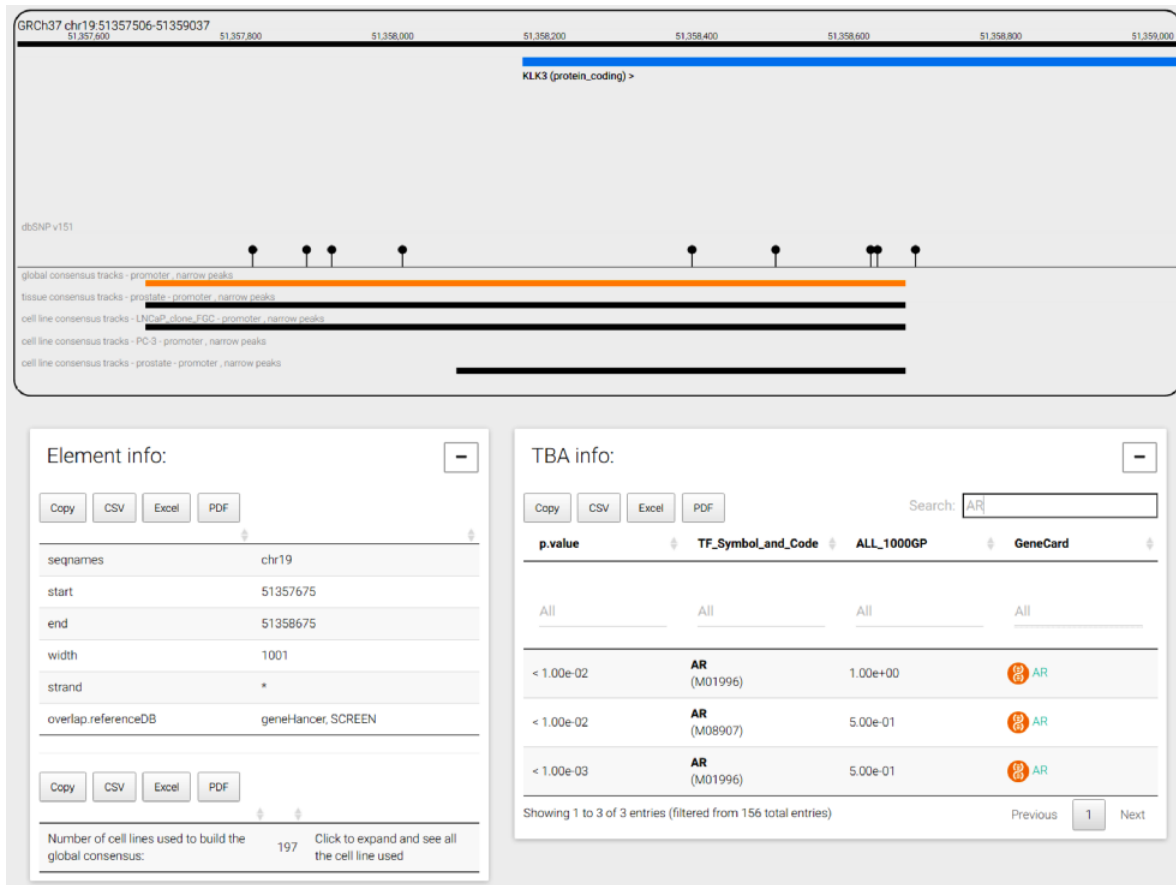 GRCh37 chr19:51357506-51359037
51,357,600 51,357,800 51,358,000 51,358,200 51,358,400 51,358,600 51,358,800 51,359,000
KLK3 (protein_coding) >
dbSNP v151
global consensus tracks - promoter , narrow peaks
tissue consensus tracks - prostate - promoter , narrow peaks
cell line consensus tracks - LNCaP_clone_FGC - promoter , narrow peaks
cell line consensus tracks - PC-3 - promoter , narrow peaks
cell line consensus tracks - prostate - promoter , narrow peaks
Element info:
−
Copy CSV Excel PDF
seqnames chr19
start 51357675
end 51358675
width 1001
strand *
overlap.referenceDB geneHancer, SCREEN
Copy CSV Excel PDF
Number of cell lines used to build the 197 Click to expand and see all
global consensus: the cell line used
TBA info:
−
Copy CSV Excel PDF Search: AR
p.value TF_Symbol_and_Code ALL_1000GP GeneCard
All All All All
< 1.00e-02 AR 1.00e+00 AR
(M01996)
< 1.00e-02 AR 5.00e-01 AR
(M08907)
< 1.00e-03 AR 5.00e-01 AR
(M01996)
Showing 1 to 3 of 3 entries (filtered from 156 total entries) Previous 1 Next